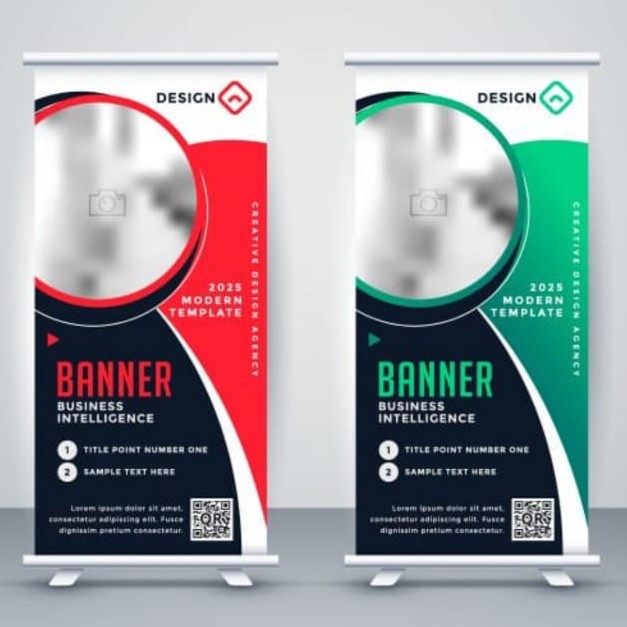 DESIGN
CREATIVE DESIGN AGENCY
2025
MODERN
TEMPLATE
BANNER
BUSINESS
INTELLIGENCE
1 TITLE POINT NUMBER ONE
2 SAMPLE TEXT HERE
Lorem ipsum dolor sit amet,
consectetur adipiscing elit. Fusce
dignissim pretium consectetur.
QR
DESIGN
CREATIVE DESIGN AGENCY
2025
MODERN
TEMPLATE
BANNER
BUSINESS
INTELLIGENCE
1 TITLE POINT NUMBER ONE
2 SAMPLE TEXT HERE
Lorem ipsum dolor sit amet,
consectetur adipiscing elit. Fusce
dignissim pretium consectetur.
QR